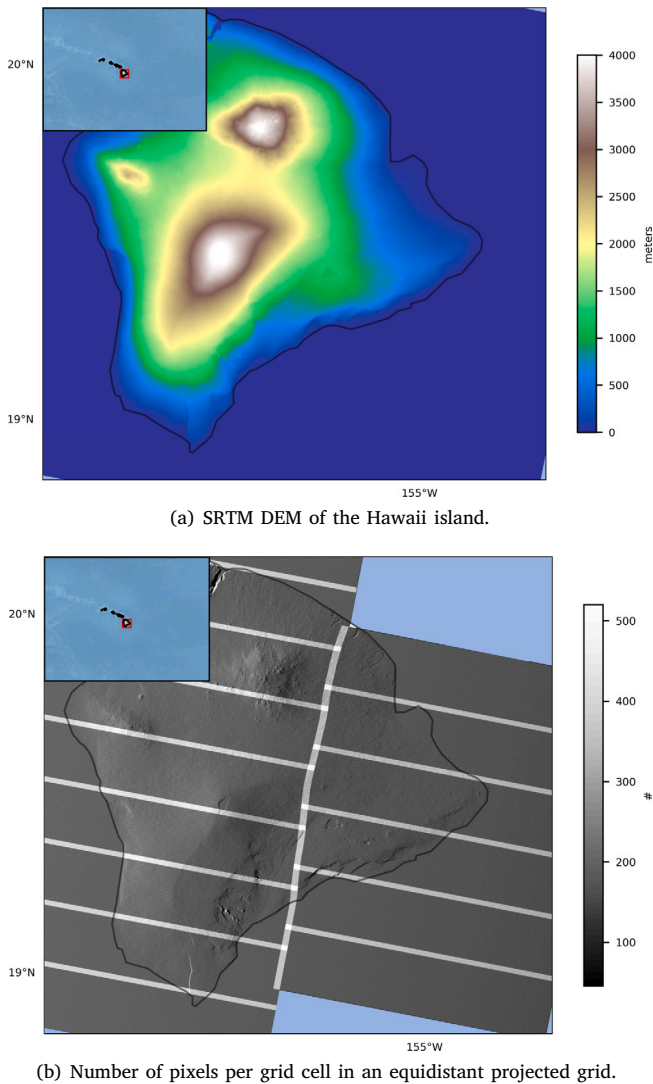 20°N
19°N
155°W
4000
3500
3000
2500
2000
1500
1000
500
0
meters
(a) SRTM DEM of the Hawaii island.
20°N
19°N
155°W
500
400
300
200
100
#
(b) Number of pixels per grid cell in an equidistant projected grid.